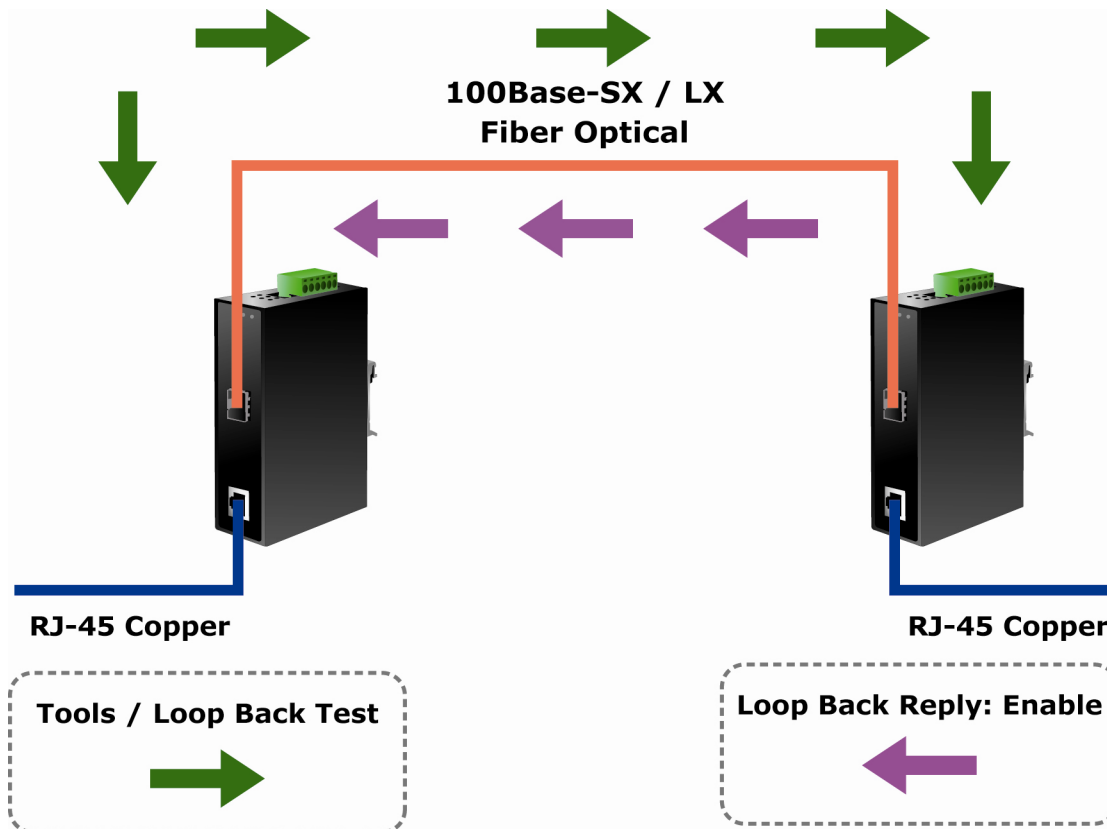 100Base-SX / LX
Fiber Optical
RJ-45 Copper
RJ-45 Copper
Tools / Loop Back Test
Loop Back Reply: Enable